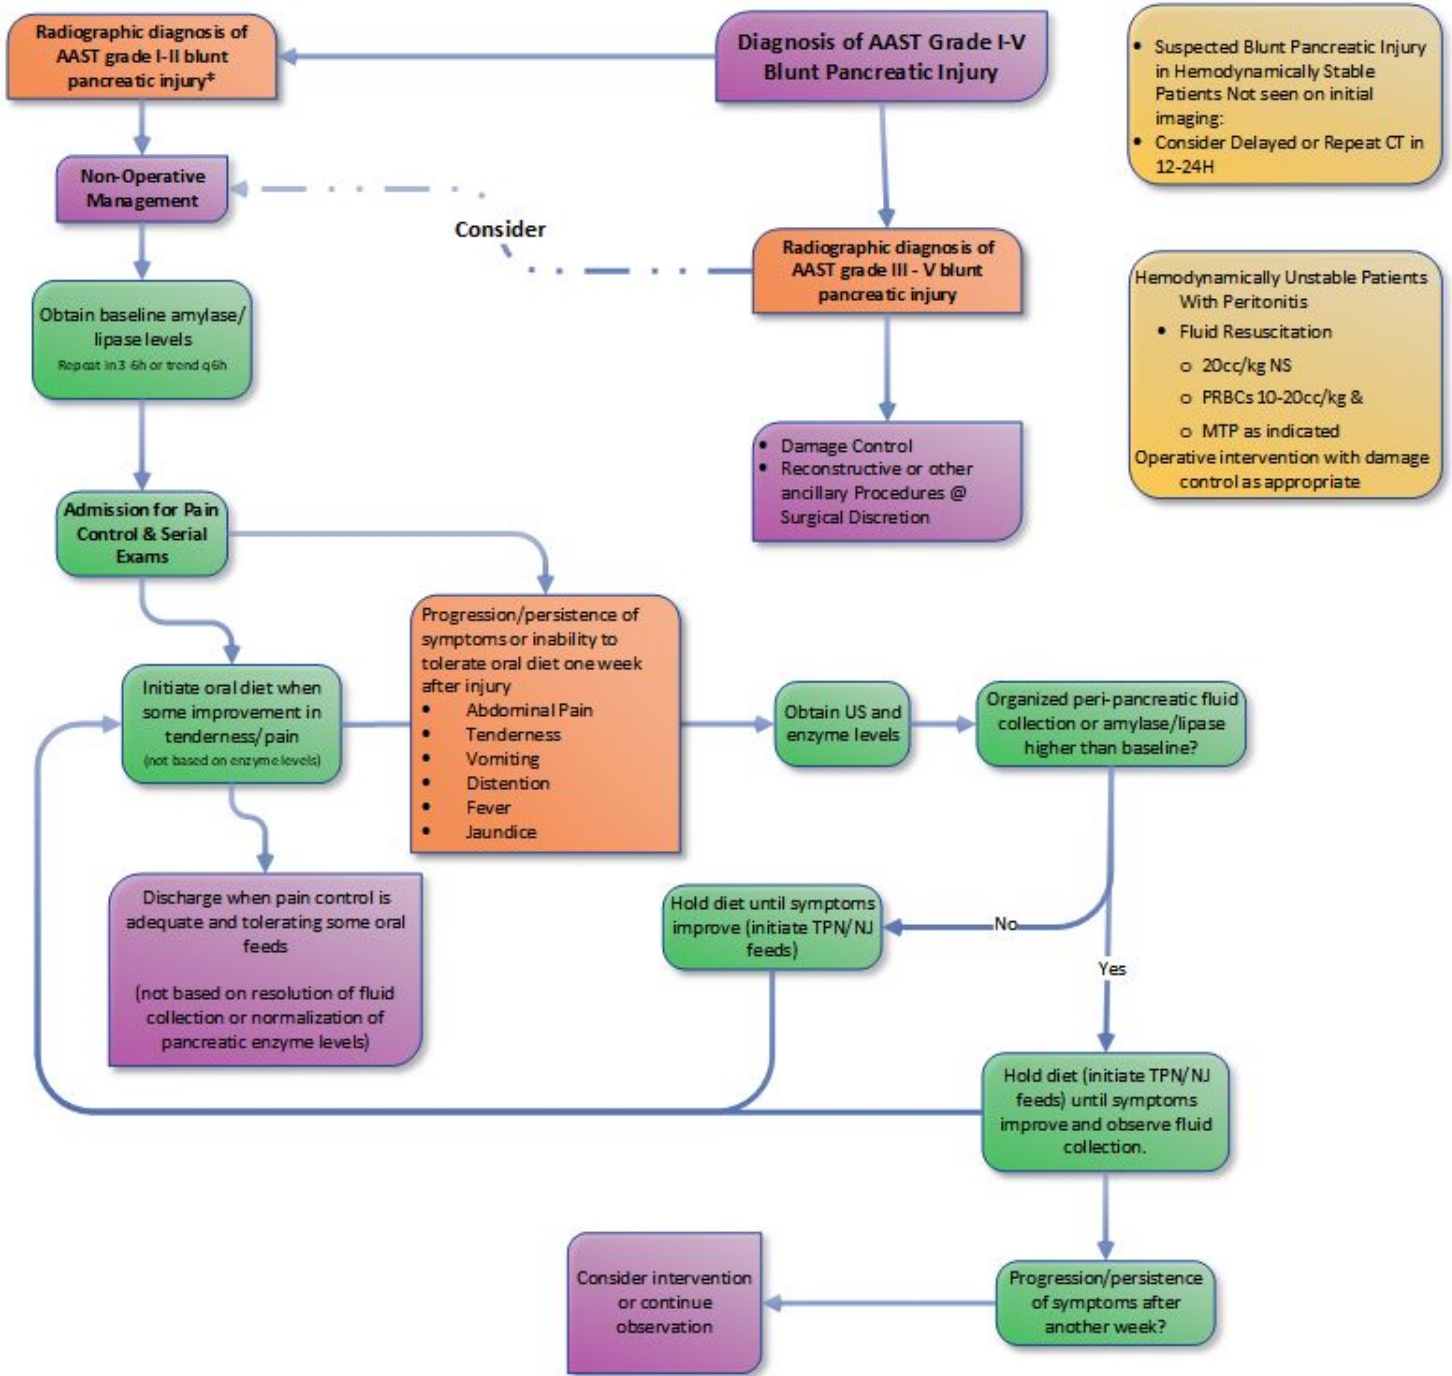 Radiographic diagnosis of
AAST grade I-II blunt
pancreatic injury*
Diagnosis of AAST Grade I-V
Blunt Pancreatic Injury
• Suspected Blunt Pancreatic Injury
in Hemodynamically Stable
Patients Not seen on initial
imaging:
• Consider Delayed or Repeat CT in
12-24H
Non-Operative
Management
Consider
Radiographic diagnosis of
AAST grade III - V blunt
pancreatic injury
Hemodynamically Unstable Patients
With Peritonitis
• Fluid Resuscitation
o 20cc/kg NS
o PRBCs 10-20cc/kg &
o MTP as indicated
Operative intervention with damage
control as appropriate
Obtain baseline amylase/
lipase levels
Repeat in 3-6h or trend q6h
• Damage Control
• Reconstructive or other
ancillary Procedures @
Surgical Discretion
Admission for Pain
Control & Serial
Exams
Progression/persistence of
symptoms or inability to
tolerate oral diet one week
after injury
• Abdominal Pain
• Tenderness
• Vomiting
• Distention
• Fever
• Jaundice
Initiate oral diet when
some improvement in
tenderness/pain
(not based on enzyme levels)
Obtain US and
enzyme levels
Organized peri-pancreatic fluid
collection or amylase/lipase
higher than baseline?
Discharge when pain control is
adequate and tolerating some oral
feeds
(not based on resolution of fluid
collection or normalization of
pancreatic enzyme levels)
Hold diet until symptoms
improve (initiate TPN/NJ
feeds)
No
Yes
Hold diet (initiate TPN/NJ
feeds) until symptoms
improve and observe fluid
collection.
Consider intervention
or continue
observation
Progression/persistence
of symptoms after
another week?